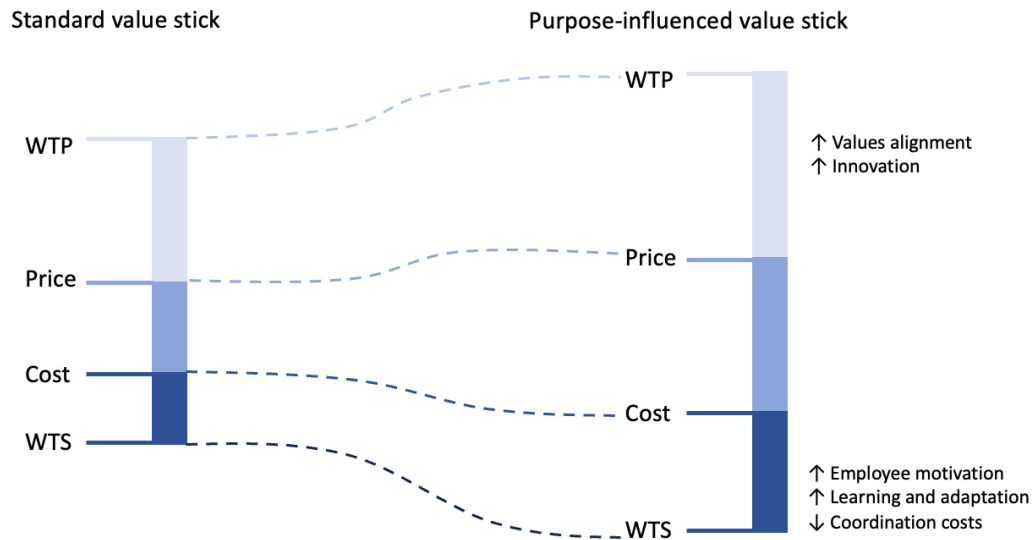 Standard value stick
Purpose-influenced value stick
WTP
Price
Cost
WTS
WTP
Price
Cost
WTS
↑ Values alignment
↑ Innovation
↑ Employee motivation
↑ Learning and adaptation
↓ Coordination costs